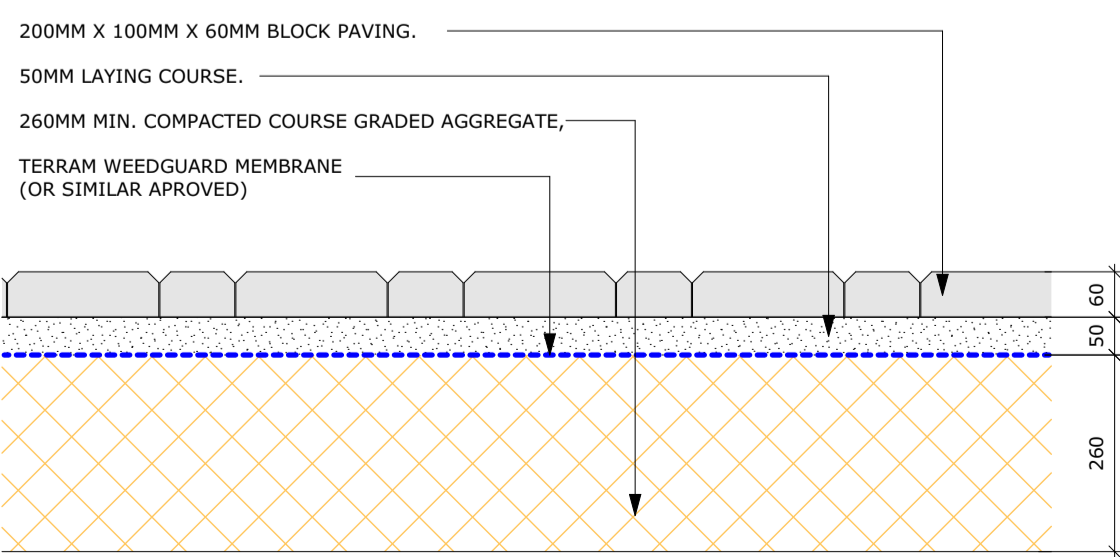 200MM X 100MM X 60MM BLOCK PAVING.
50MM LAYING COURSE.
260MM MIN. COMPACTED COURSE GRADED AGGREGATE,
TERRAM WEEDGUARD MEMBRANE
(OR SIMILAR APROVED)
60
50
260